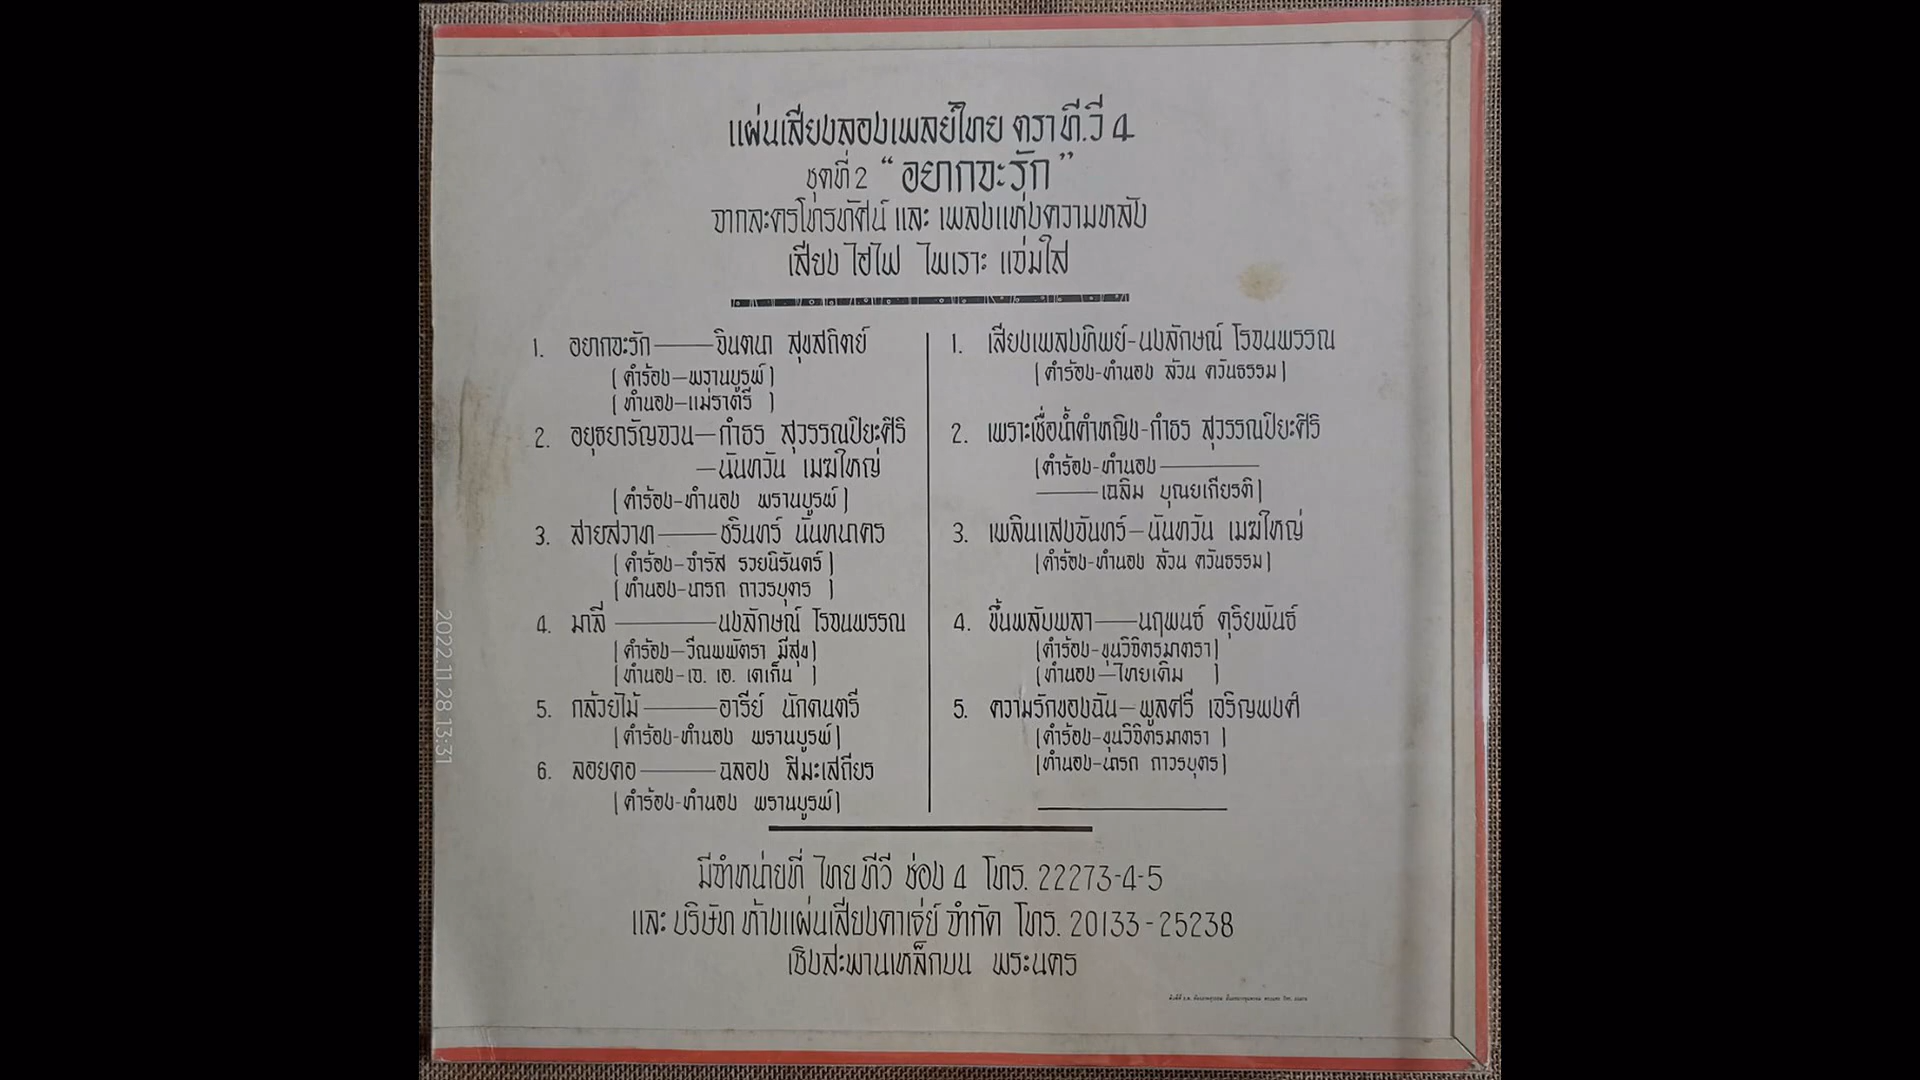 แผ่นเสียงลองเพลย์ไทย ตรา ที.วี 4
ชุดที่ 2 “ อยากจะรัก ”
จากละครโทรทัศน์ และ เพลงแห่งความหลัง
เสียง ไฮไฟ ไพเราะ แจ่มใส
1. อยากจะรัก——จินตนา สุขสถิตย์
(คำร้อง—พรานบูรพ์)
(ทำนอง—แม่ราตรี )
2. อยุธยารัญจวน—กำธร สุวรรณปิยะศิริ
—นันทวัน เมฆใหญ่
(คำร้อง-ทำนอง พรานบูรพ์)
3. สายสวาท——ชรินทร์ นันทนาคร
(คำร้อง-จำรัส รวยนิรันดร์)
(ทำนอง-นารถ ถาวรบุตร )
4. มาลี ———นงลักษณ์ โรจนพรรณ
(คำร้อง—วีณพพัตรา มีสุข)
(ทำนอง-เจ. เอ. เดเก็น )
5. กล้วยไม้———อารีย์ นักดนตรี
(คำร้อง-ทำนอง พรานบูรพ์)
6. ลอยคอ———ฉลอง สิมะเสถียร
(คำร้อง-ทำนอง พรานบูรพ์)
1. เสียงเพลงทิพย์-นงลักษณ์ โรจนพรรณ
(คำร้อง-ทำนอง ล้วน ควันธรรม)
2. เพราะเชื่อน้ำคำหญิง-กำธร สุวรรณปิยะศิริ
(คำร้อง-ทำนอง———
———เฉลิม บุณยเกียรติ)
3. เพลินแสงจันทร์—นันทวัน เมฆใหญ่
(คำร้อง-ทำนอง ล้วน ควันธรรม)
4. ขึ้นพลับพลา——นฤพนธ์ ดุริยพันธ์
(คำร้อง-ขุนวิจิตรมาตรา)
(ทำนอง—ไทยเดิม )
5. ความรักของฉัน—พูลศรี เจริญพงศ์
(คำร้อง-ขุนวิจิตรมาตรา )
(ทำนอง-นารถ ถาวรบุตร)
มีจำหน่ายที่ ไทย ทีวี ช่อง 4 โทร. 22273-4-5
และ บริษัท ห้างแผ่นเสียงคาเธ่ย์ จำกัด โทร. 20133-25238
เชิงสะพานเหล็กบน พระนคร
2022.11.28 13:31